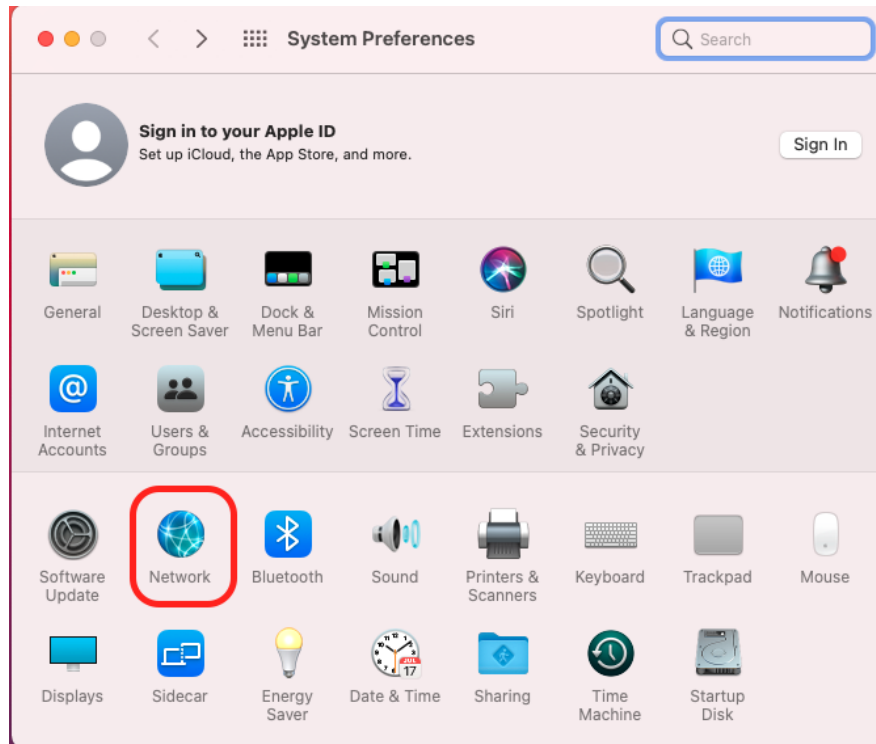 System Preferences
Search
Sign in to your Apple ID
Set up iCloud, the App Store, and more.
Sign In
General
Desktop &
Screen Saver
Dock &
Menu Bar
Mission
Control
Siri
Spotlight
Language
& Region
Notifications
Internet
Accounts
Users &
Groups
Accessibility
Screen Time
Extensions
Security
& Privacy
Software
Update
Network
Bluetooth
Sound
Printers &
Scanners
Keyboard
Trackpad
Mouse
Displays
Sidecar
Energy
Saver
JUL
17
Date & Time
Sharing
Time
Machine
Startup
Disk